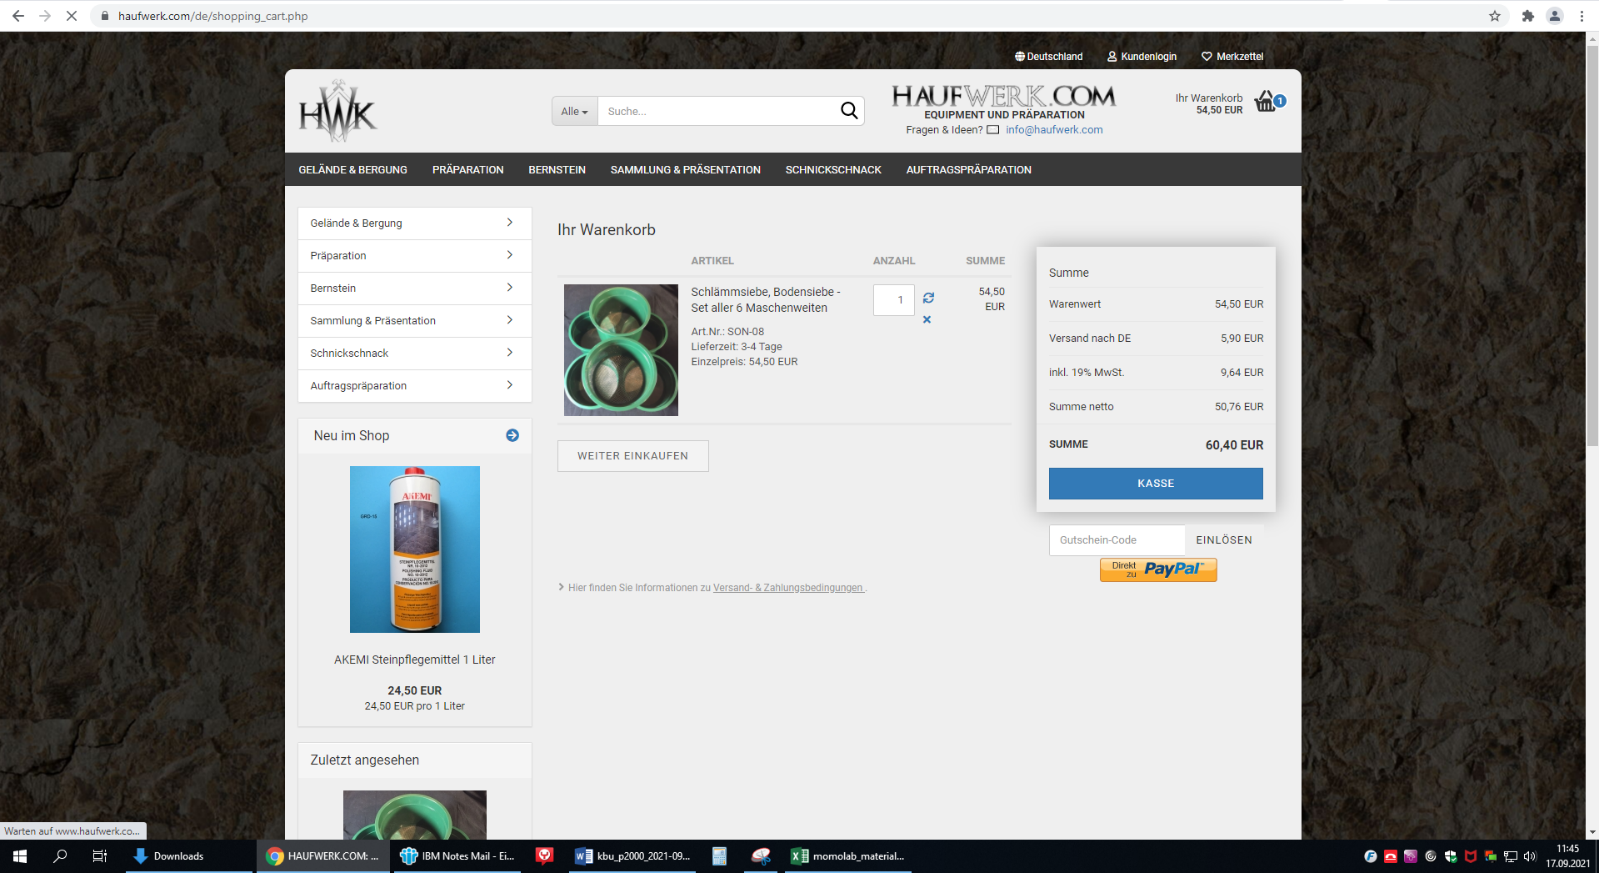 haufwerk.com/de/shopping_cart.php
Deutschland
Kundenlogin
Merkzettel
HWK
Alle
Suche...
HAUFWERK.COM
EQUIPMENT UND PRÄPARATION
Fragen & Ideen? info@haufwerk.com
Ihr Warenkorb
54,50 EUR
1
GELÄNDE & BERGUNG
PRÄPARATION
BERNSTEIN
SAMMLUNG & PRÄSENTATION
SCHNICKSCHNACK
AUFTRAGSPRÄPARATION
Gelände & Bergung
Präparation
Bernstein
Sammlung & Präsentation
Schnickschnack
Auftragspräparation
Neu im Shop
AKEMI
GRO-15
STEINPFLEGEMITTEL
AKEMI Steinpflegemittel 1 Liter
24,50 EUR
24,50 EUR pro 1 Liter
Zuletzt angesehen
Ihr Warenkorb
ARTIKEL ANZAHL SUMME
Schlämmsiebe, Bodensiebe -
Set aller 6 Maschenweiten
Art.Nr.: SON-08
Lieferzeit: 3-4 Tage
Einzelpreis: 54,50 EUR
1
54,50
EUR
WEITER EINKAUFEN
Hier finden Sie Informationen zu Versand- & Zahlungsbedingungen .
Summe
Warenwert 54,50 EUR
Versand nach DE 5,90 EUR
inkl. 19% MwSt. 9,64 EUR
Summe netto 50,76 EUR
SUMME 60,40 EUR
KASSE
Gutschein-Code
EINLÖSEN
Direkt
zu PayPal
Warten auf www.haufwerk.co...
Downloads
HAUFWERK.COM: ...
IBM Notes Mail - Ei...
kbu_p2000_2021-09...
momolab_material...
11:45
17.09.2021